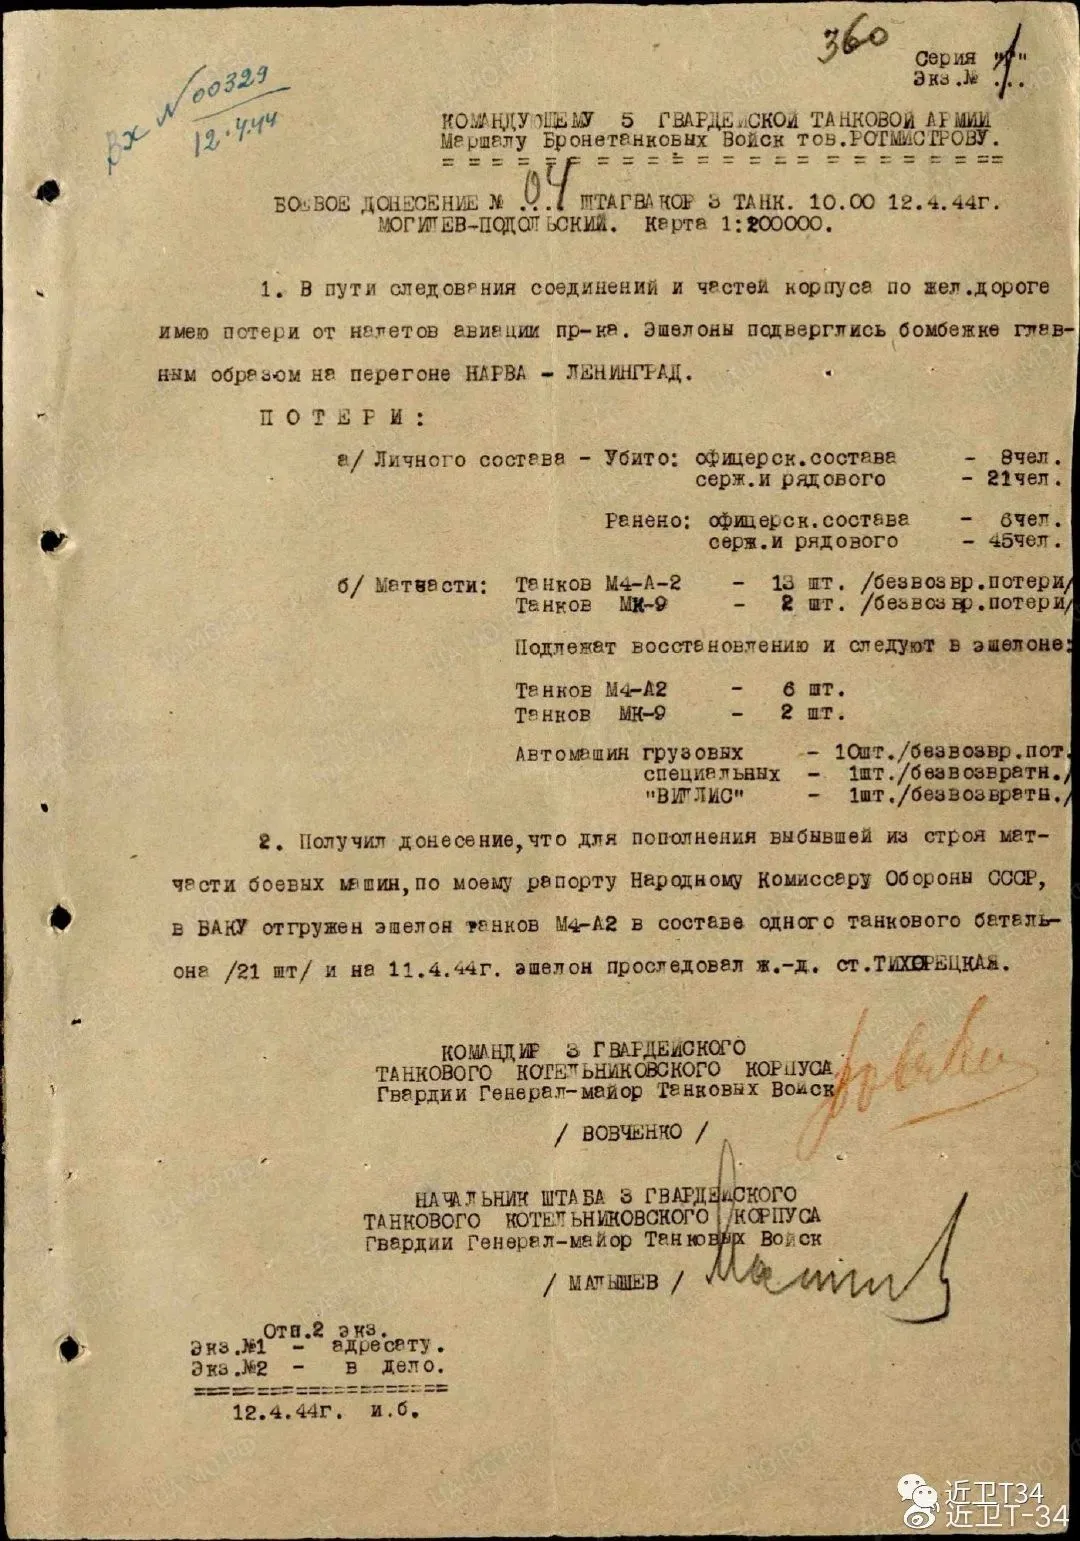 360
Серия "Г"
Экз.№ 1
вх N00329
12.4.44
КОМАНДУЮЩЕМУ 5 ГВАРДЕЙСКОЙ ТАНКОВОЙ АРМИИ
Маршалу Бронетанковых Войск тов.РОТМИСТРОВУ.
= = = = = = = = = = = = = = = = = = = = = = = =
БОЕВОЕ ДОНЕСЕНИЕ № 04 ШТАГВАКОР 3 ТАНК. 10.00 12.4.44г.
МОГИЛЕВ-ПОДОЛЬСКИЙ. Карта 1:200000.
1. В пути следования соединений и частей корпуса по жел.дороге
имею потери от налетов авиации пр-ка. Эшелоны подверглись бомбежке глав-
ным образом на перегоне НАРВА - ЛЕНИНГРАД.
П О Т Е Р И :
а/ Личного состава - Убито: офицерск.состава - 8чел.
серж.и рядового - 21чел.
Ранено: офицерск.состава - 6чел.
серж.и рядового - 45чел.
б/ Матчасти: Танков М4-А-2 - 13 шт. /безвозвр.потери/
Танков МК-9 - 2 шт. /безвозвр.потери/
Подлежат восстановлению и следуют в эшелоне:
Танков М4-А2 - 6 шт.
Танков МК-9 - 2 шт.
Автомашин грузовых - 10шт./безвозвр.пот.
специальных - 1шт./безвозвратн./
"ВИЛЛИС" - 1шт./безвозвратн./
2. Получил донесение,что для пополнения выбывшей из строя мат-
части боевых машин,по моему рапорту Народному Комиссару Обороны СССР,
в БАКУ отгружен эшелон танков М4-А2 в составе одного танкового баталь-
она /21 шт/ и на 11.4.44г. эшелон проследовал ж.-д. ст.ТИХОРЕЦКАЯ.
КОМАНДИР 3 ГВАРДЕЙСКОГО
ТАНКОВОГО КОТЕЛЬНИКОВСКОГО КОРПУСА
Гвардии Генерал-майор Танковых Войск
/ ВОВЧЕНКО /
НАЧАЛЬНИК ШТАБА 3 ГВАРДЕЙСКОГО
ТАНКОВОГО КОТЕЛЬНИКОВСКОГО КОРПУСА
Гвардии Генерал-майор Танковых Войск
/ МАЛЫШЕВ /
Отп.2 экз.
Экз.№1 - адресату.
Экз.№2 - в дело.
=====================
12.4.44г. и.б.
近卫T34
近卫T-34